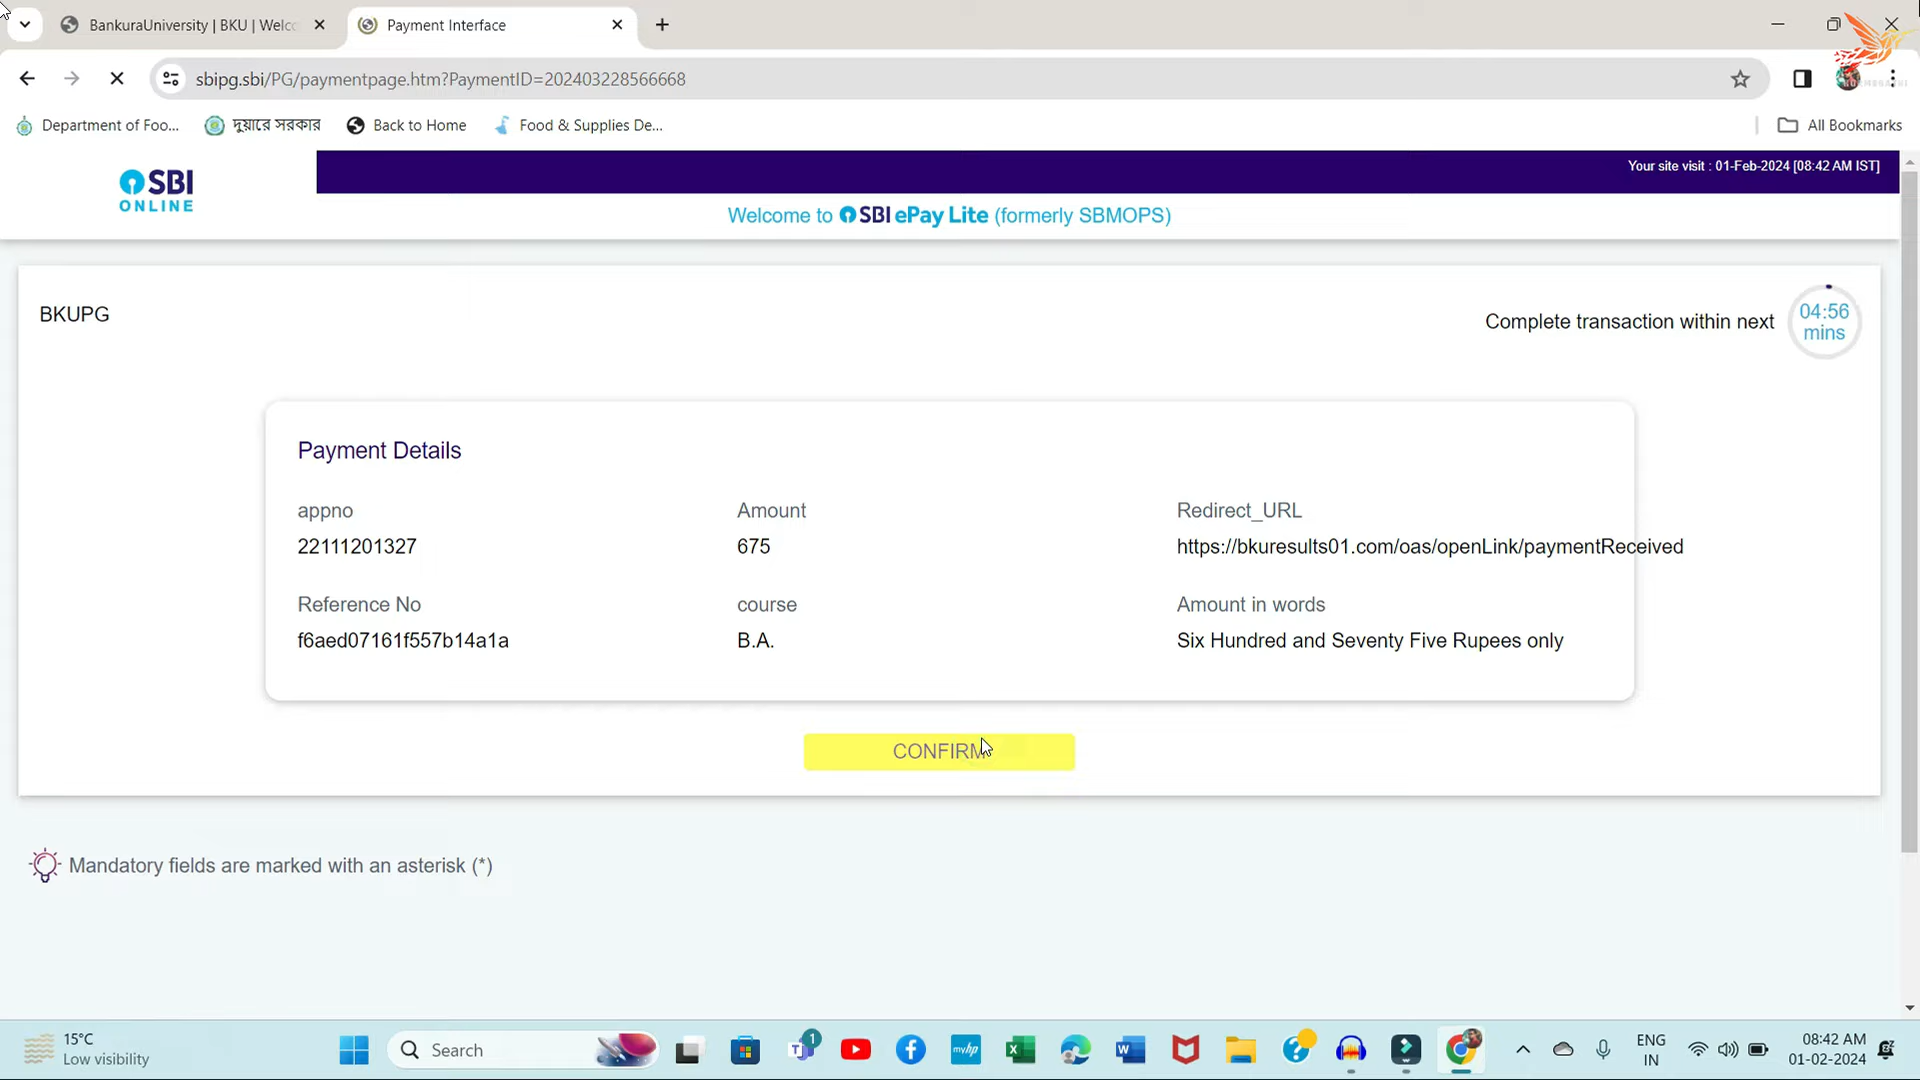 BankuraUniversity | BKU | Welc
Payment Interface
sbipg.sbi/PG/paymentpage.htm?PaymentID=202403228566668
Department of Foo...
দুয়ারে সরকার
Back to Home
Food & Supplies De...
All Bookmarks
SBI
ONLINE
Your site visit : 01-Feb-2024 [08:42 AM IST]
Welcome to SBI ePay Lite (formerly SBMOPS)
BKUPG
Complete transaction within next
04:56
mins
Payment Details
appno
Amount
Redirect_URL
22111201327
675
https://bkuresults01.com/oas/openLink/paymentReceived
Reference No
course
Amount in words
f6aed07161f557b14a1a
B.A.
Six Hundred and Seventy Five Rupees only
CONFIRM
Mandatory fields are marked with an asterisk (*)
15°C
Low visibility
Search
1
myhp
ENG
IN
08:42 AM
01-02-2024